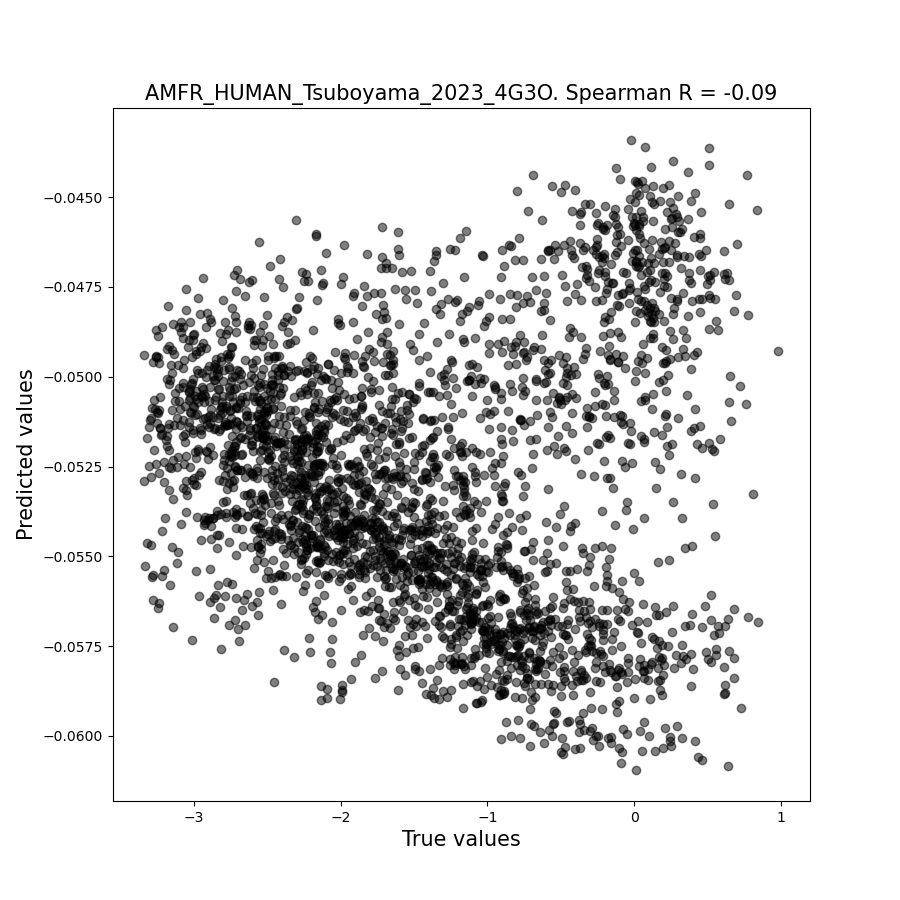 AMFR_HUMAN_Tsuboyama_2023_4G3O. Spearman R = -0.09
Predicted values
−0.0450
−0.0475
−0.0500
−0.0525
−0.0550
−0.0575
−0.0600
−3 −2 −1 0 1
True values